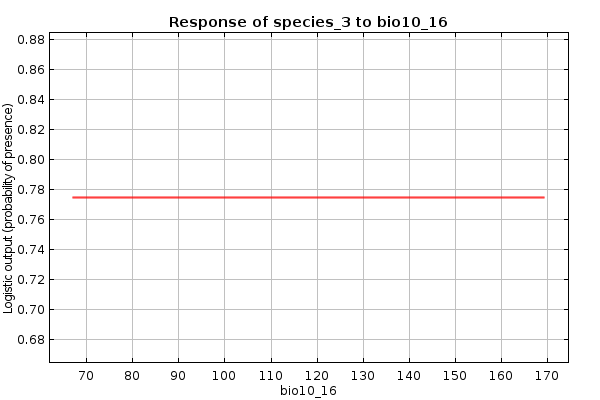 Response of species_3 to bio10_16
Logistic output (probability of presence)
0.88
0.86
0.84
0.82
0.80
0.78
0.76
0.74
0.72
0.70
0.68
70 80 90 100 110 120 130 140 150 160 170
bio10_16